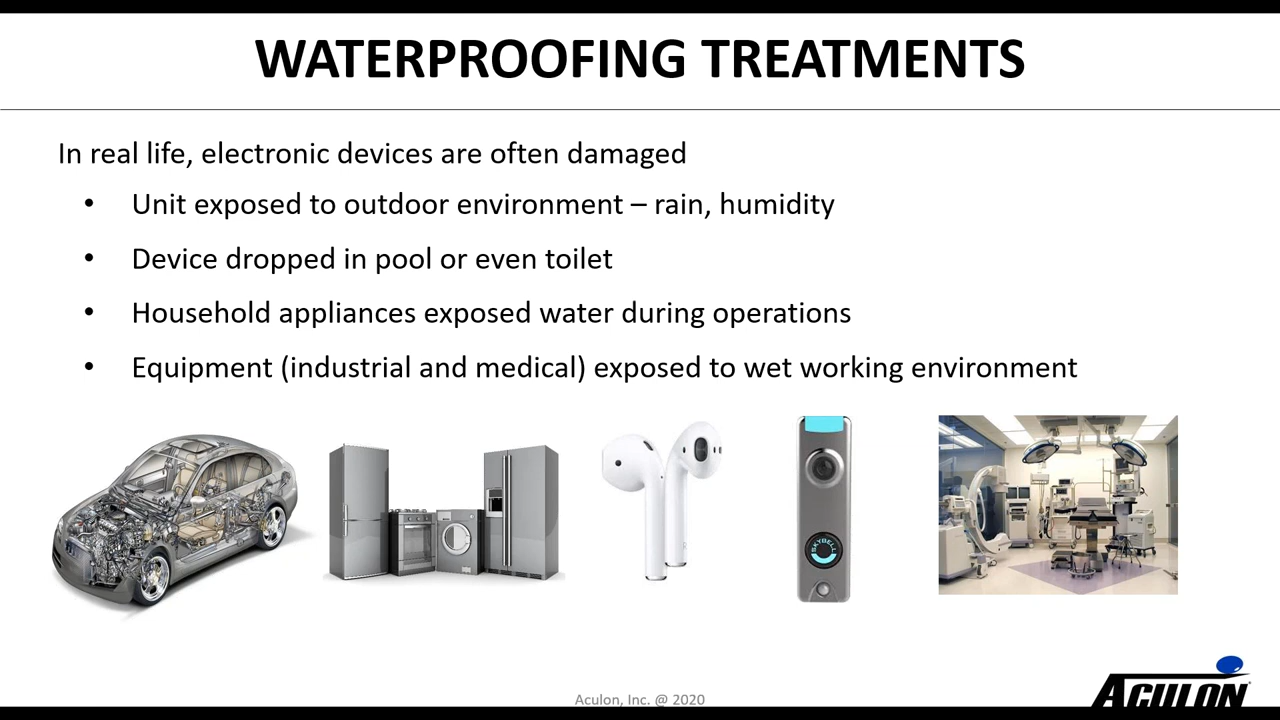 WATERPROOFING TREATMENTS
In real life, electronic devices are often damaged
• Unit exposed to outdoor environment – rain, humidity
• Device dropped in pool or even toilet
• Household appliances exposed water during operations
• Equipment (industrial and medical) exposed to wet working environment
SKYBELL
Aculon, Inc. @ 2020
ACULON